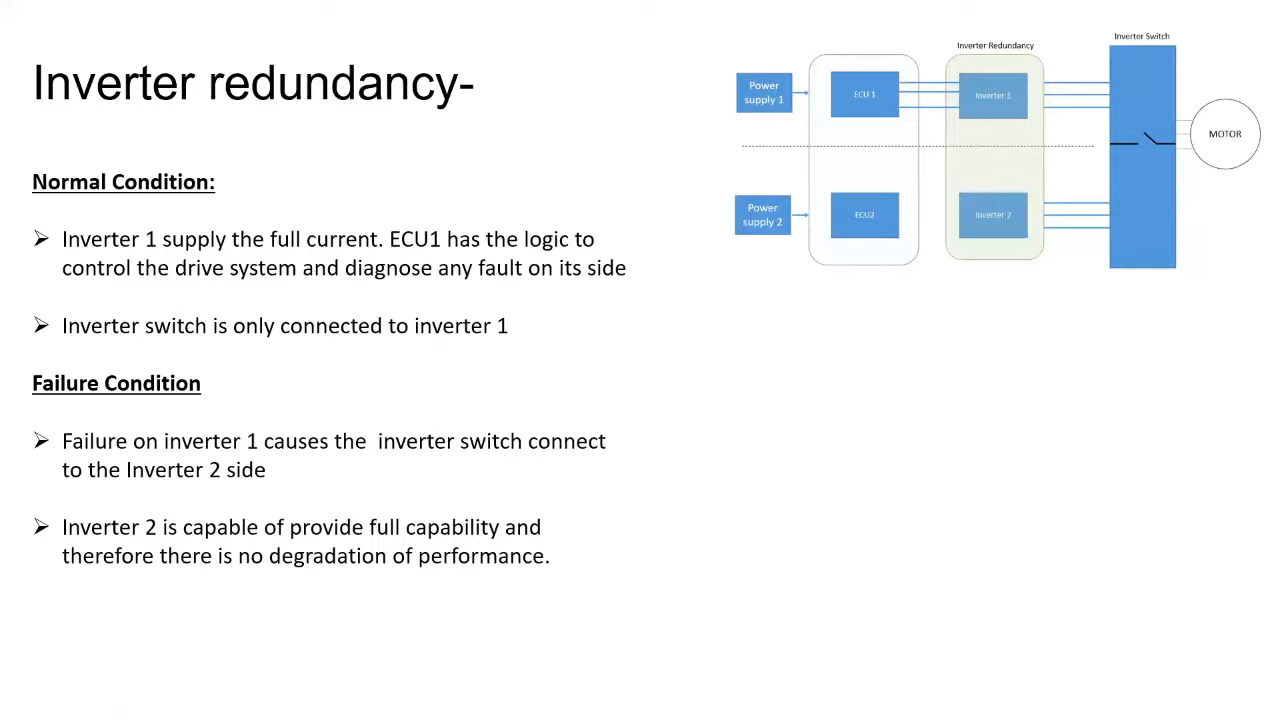 Inverter redundancy-
Normal Condition:
➢ Inverter 1 supply the full current. ECU1 has the logic to
control the drive system and diagnose any fault on its side
➢ Inverter switch is only connected to inverter 1
Failure Condition
➢ Failure on inverter 1 causes the  inverter switch connect
to the Inverter 2 side
➢ Inverter 2 is capable of provide full capability and
therefore there is no degradation of performance.
Inverter Switch
Inverter Redundancy
Power
supply 1
ECU 1
Inverter 1
MOTOR
Power
supply 2
ECU2
Inverter 2